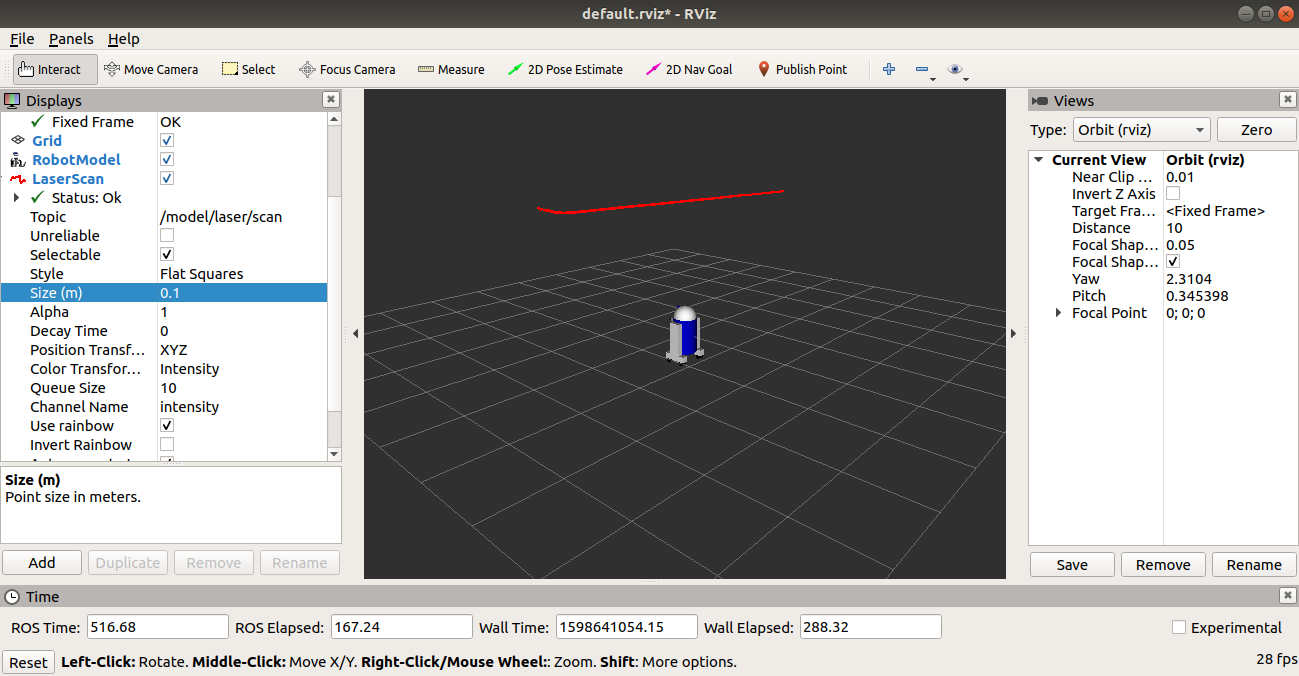 default.rviz* - RViz
File Panels Help
Interact Move Camera Select Focus Camera Measure 2D Pose Estimate 2D Nav Goal Publish Point
Displays
Fixed Frame OK
Grid
RobotModel
LaserScan
Status: Ok
Topic /model/laser/scan
Unreliable
Selectable
Style Flat Squares
Size (m) 0.1
Alpha 1
Decay Time 0
Position Transf... XYZ
Color Transfor... Intensity
Queue Size 10
Channel Name intensity
Use rainbow
Invert Rainbow
Size (m)
Point size in meters.
Add Duplicate Remove Rename
Views
Type: Orbit (rviz) Zero
Current View Orbit (rviz)
Near Clip ... 0.01
Invert Z Axis
Target Fra... <Fixed Frame>
Distance 10
Focal Shap... 0.05
Focal Shap...
Yaw 2.3104
Pitch 0.345398
Focal Point 0; 0; 0
Save Remove Rename
Time
ROS Time: 516.68 ROS Elapsed: 167.24 Wall Time: 1598641054.15 Wall Elapsed: 288.32 Experimental
Reset Left-Click: Rotate. Middle-Click: Move X/Y. Right-Click/Mouse Wheel:: Zoom. Shift: More options. 28 fps